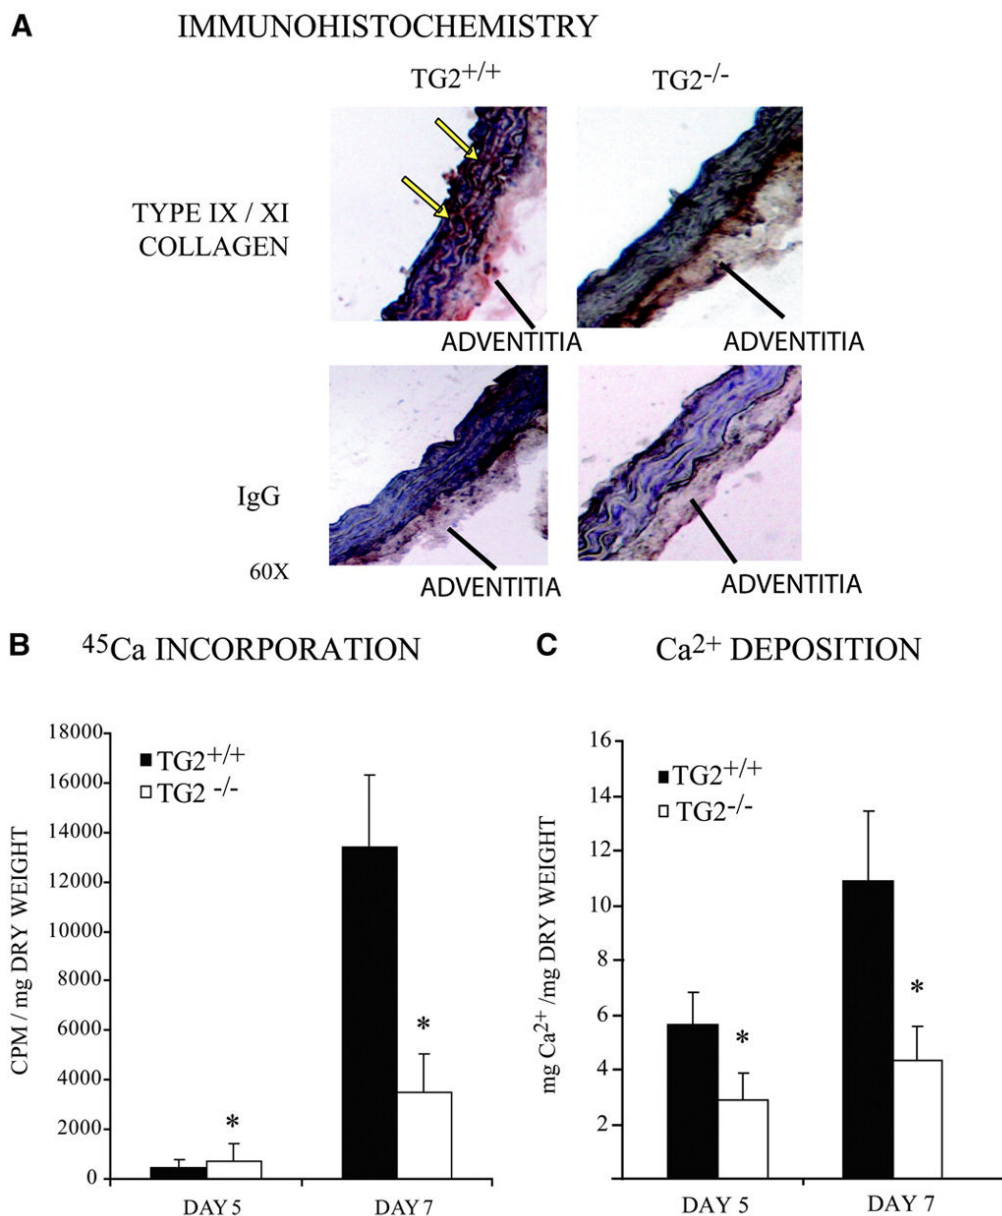 A IMMUNOHISTOCHEMISTRY
TG2+/+ TG2-/-
TYPE IX / XI
COLLAGEN
ADVENTITIA ADVENTITIA
IgG
60X
ADVENTITIA ADVENTITIA
B 45Ca INCORPORATION
CPM / mg DRY WEIGHT
18000
16000
14000
12000
10000
8000
6000
4000
2000
0
TG2+/+
TG2 -/-
*
*
DAY 5 DAY 7
C Ca2+ DEPOSITION
mg Ca2+ /mg DRY WEIGHT
16
14
12
10
8
6
4
2
TG2+/+
TG2-/-
*
*
DAY 5 DAY 7